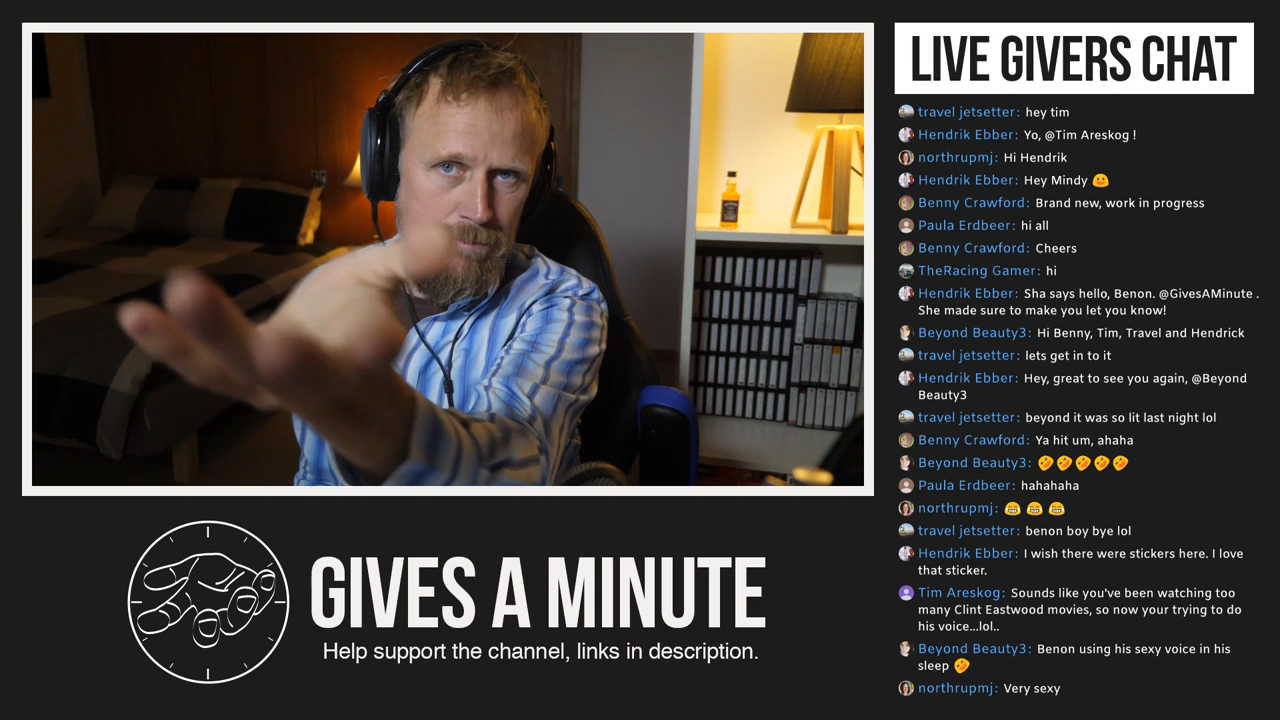 LIVE GIVERS CHAT
travel jetsetter: hey tim
Hendrik Ebber: Yo, @Tim Areskog !
northrupmj: Hi Hendrik
Hendrik Ebber: Hey Mindy
Benny Crawford: Brand new, work in progress
Paula Erdbeer: hi all
Benny Crawford: Cheers
TheRacing Gamer: hi
Hendrik Ebber: Sha says hello, Benon. @GivesAMinute .
She made sure to make you let you know!
Beyond Beauty3: Hi Benny, Tim, Travel and Hendrick
travel jetsetter: lets get in to it
Hendrik Ebber: Hey, great to see you again, @Beyond
Beauty3
travel jetsetter: beyond it was so lit last night lol
Benny Crawford: Ya hit um, ahaha
Beyond Beauty3: 🤣🤣🤣🤣🤣
Paula Erdbeer: hahahaha
northrupmj: 😂 😂 😂
travel jetsetter: benon boy bye lol
Hendrik Ebber: I wish there were stickers here. I love
that sticker.
Tim Areskog: Sounds like you've been watching too
many Clint Eastwood movies, so now your trying to do
his voice...lol..
Beyond Beauty3: Benon using his sexy voice in his
sleep 🤣
northrupmj: Very sexy
GIVES A MINUTE
Help support the channel, links in description.